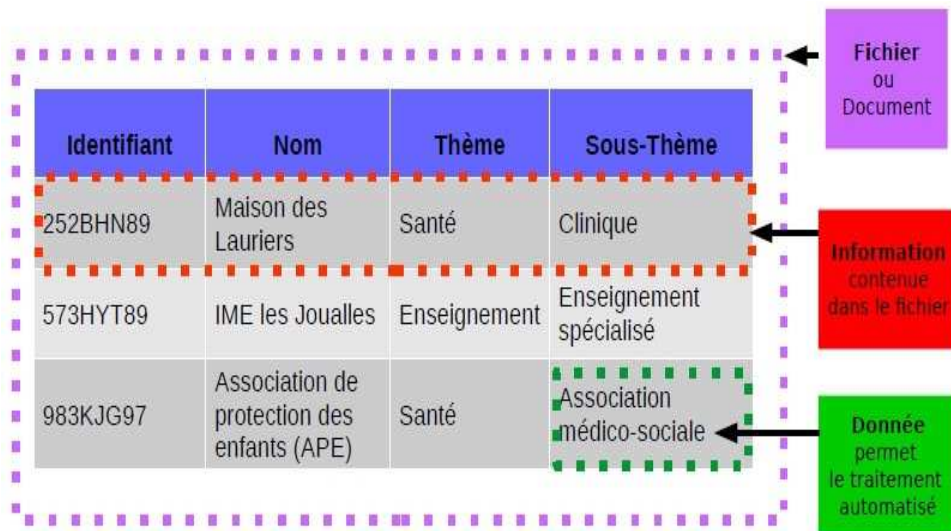 Fichier
ou
Document
Identifiant Nom Thème Sous-Thème
252BHN89 Maison des Lauriers Santé Clinique
Information
contenue
dans le fichier
573HYT89 IME les Joualles Enseignement Enseignement spécialisé
983KJG97 Association de protection des enfants (APE) Santé Association médico-sociale
Donnée
permet
le traitement
automatisé